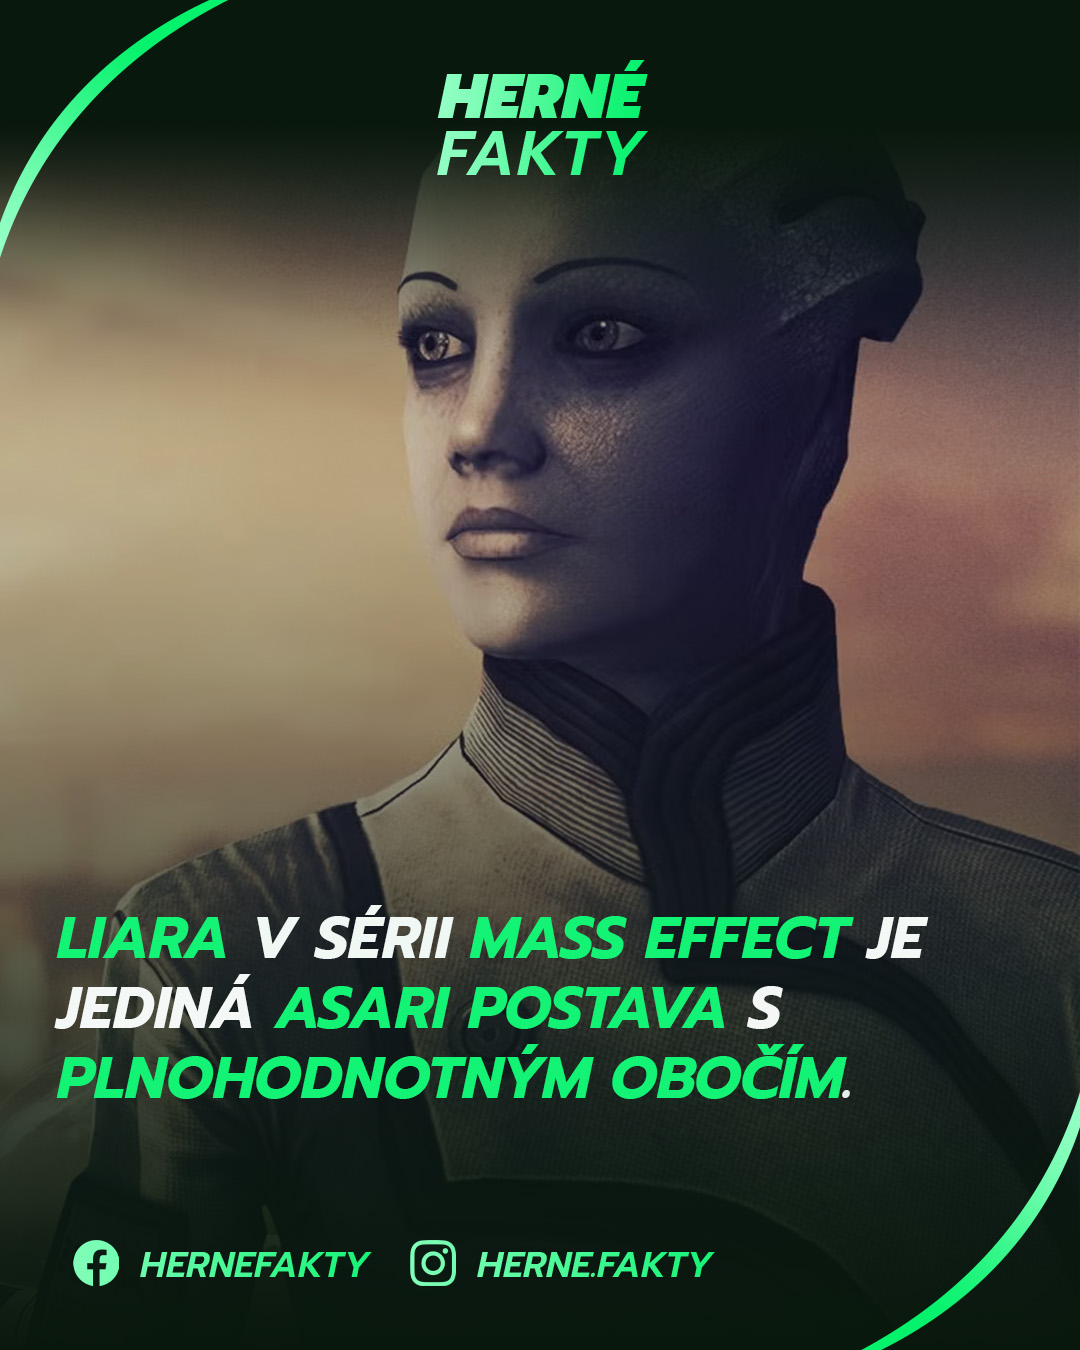 HERNÉ
FAKTY
LIARA V SÉRII MASS EFFECT JE
JEDINÁ ASARI POSTAVA S
PLNOHODNOTNÝM OBOČÍM.
HERNEFAKTY HERNE.FAKTY